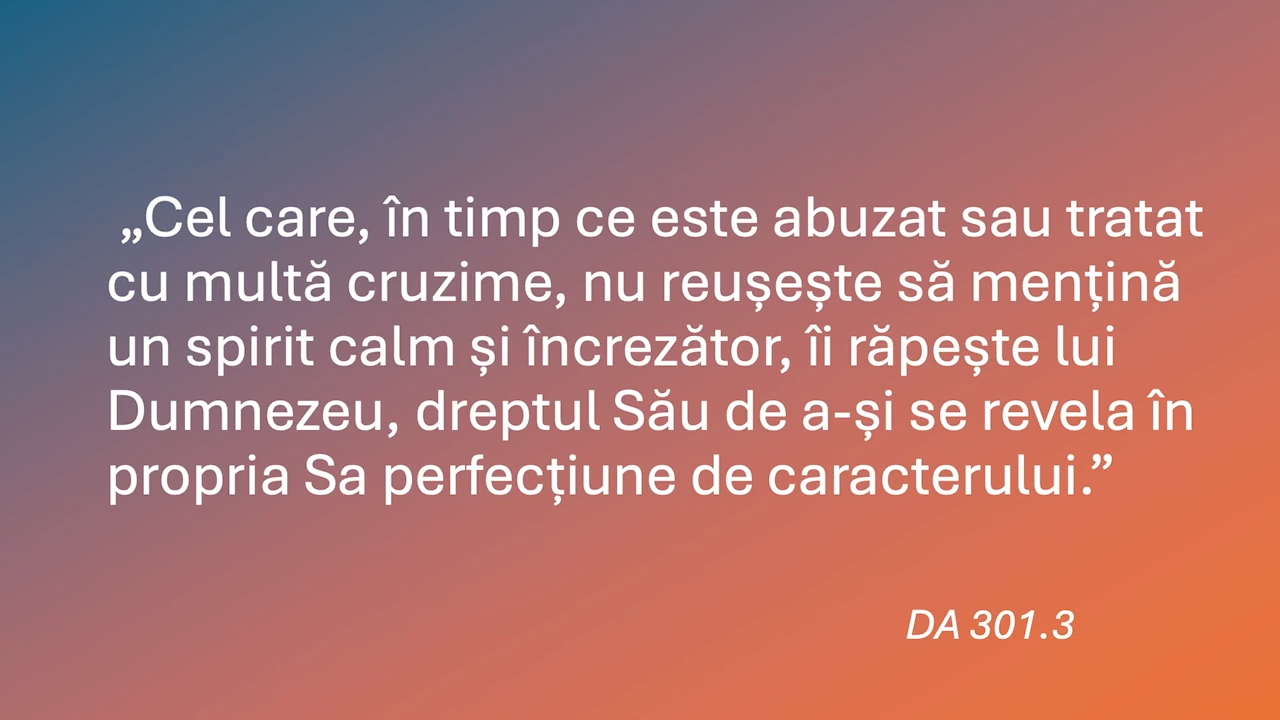 „Cel care, în timp ce este abuzat sau tratat
cu multă cruzime, nu reușește să mențină
un spirit calm și încrezător, îi răpește lui
Dumnezeu, dreptul Său de a-și se revela în
propria Sa perfecțiune de caracterului.”
DA 301.3